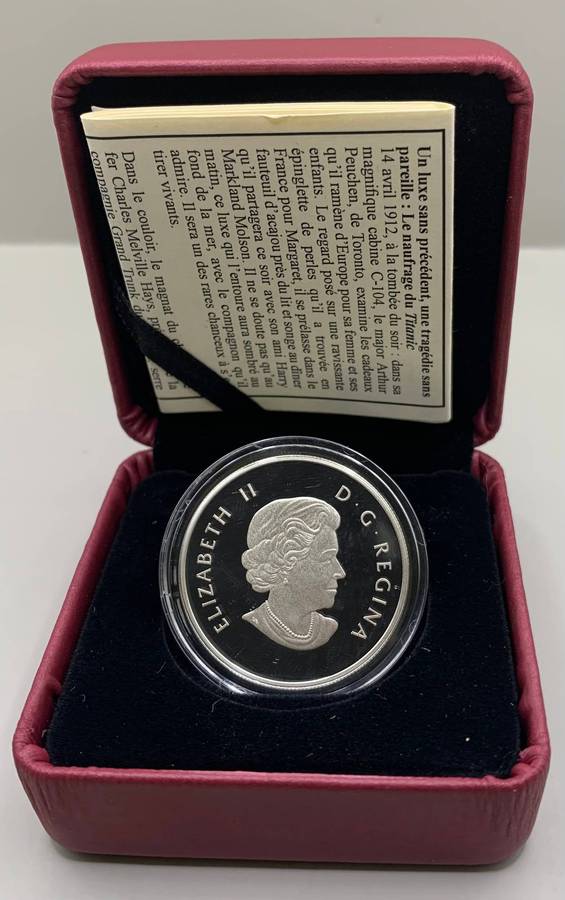 Un luxe sans précédent, une tragédie sans
pareille : Le naufrage du Titanic
14 avril 1912, à la tombée du soir : dans sa
magnifique cabine C-104, le major Arthur
Peuchen, de Toronto, examine les cadeaux
qu'il ramène d'Europe pour sa femme et ses
enfants. Le regard posé sur une ravissante
épinglette de perles qu'il a trouvée en
France pour Margaret, il se prélasse dans le
fauteuil d'acajou près du lit et songe au dîner
qu'il partagera ce soir avec son ami Harry
Markland Molson. Il ne se doute pas qu'au
matin, ce luxe qui l'entoure aura sombré au
fond de la mer, avec le compagnon qu'il
admire. Il sera un des rares chanceux à s'en
tirer vivants.
Dans le couloir, le magnat du
fer Charles Melville Hays, la
compagnie Grand Trunk serre
ELIZABETH II D·G·REGINA